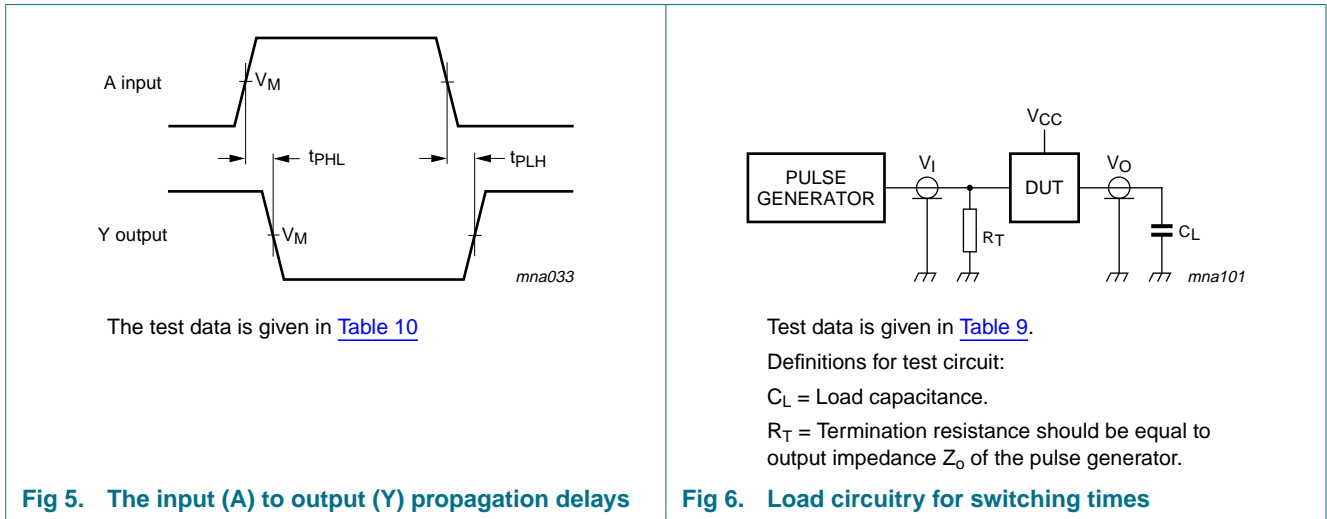 A input
VM
tPHL
tPLH
Y output
VM
mna033
The test data is given in Table 10
Fig 5. The input (A) to output (Y) propagation delays
VCC
PULSE
GENERATOR
VI
DUT
VO
RT
CL
mna101
Test data is given in Table 9.
Definitions for test circuit:
CL = Load capacitance.
RT = Termination resistance should be equal to
output impedance Zo of the pulse generator.
Fig 6. Load circuitry for switching times